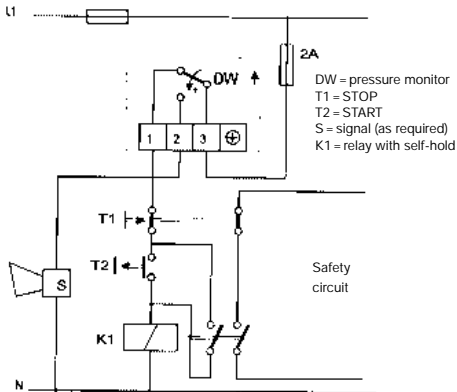 L1
2A
DW
DW = pressure monitor
T1 = STOP
T2 = START
S = signal (as required)
K1 = relay with self-hold
1 2 3
T1
T2
Safety
circuit
S
K1
N